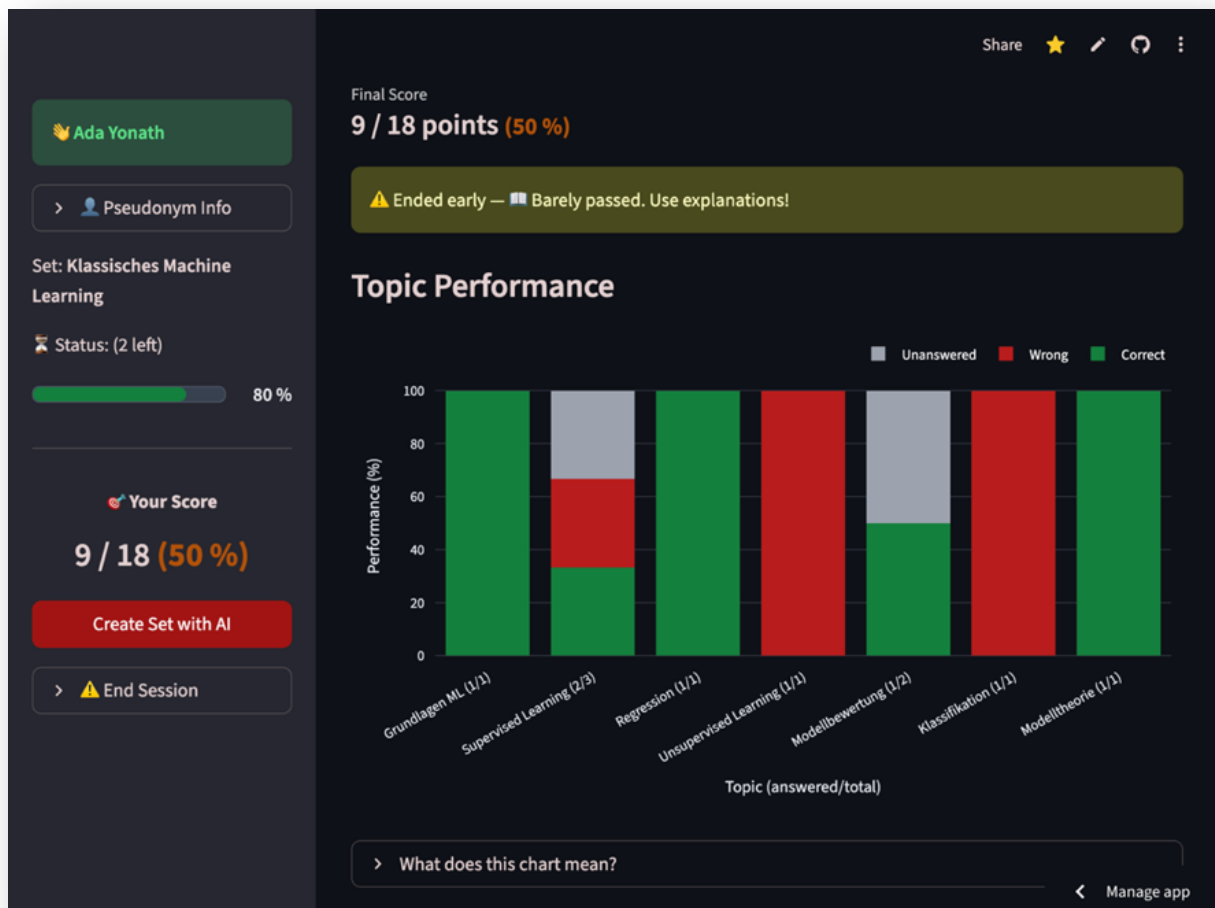 Share
👋 Ada Yonath
👤 Pseudonym Info
Set: Klassisches Machine
Learning
⏳ Status: (2 left)
80 %
🎯 Your Score
9 / 18 (50 %)
Create Set with AI
⚠️ End Session
Final Score
9 / 18 points (50 %)
⚠️ Ended early — 📖 Barely passed. Use explanations!
Topic Performance
Unanswered Wrong Correct
Performance (%)
100
80
60
40
20
0
Grundlagen ML (1/1)
Supervised Learning (2/3)
Regression (1/1)
Unsupervised Learning (1/1)
Modellbewertung (1/2)
Klassifikation (1/1)
Modelltheorie (1/1)
Topic (answered/total)
What does this chart mean?
Manage app